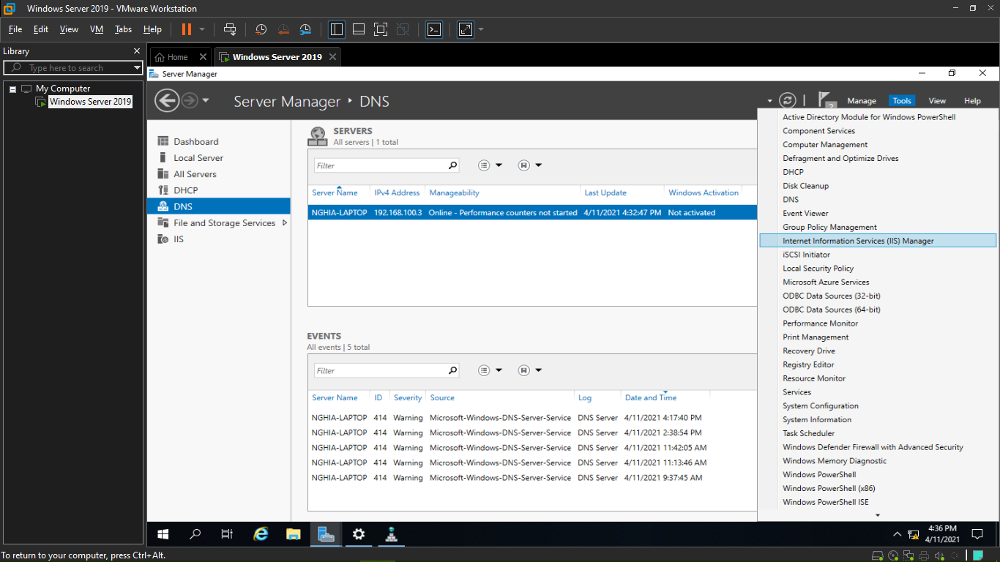 Windows Server 2019 - VMware Workstation
File Edit View VM Tabs Help
Library
Type here to search
My Computer
Windows Server 2019
Home
Windows Server 2019
Server Manager
Server Manager DNS
Manage Tools View Help
Dashboard
Local Server
All Servers
DHCP
DNS
File and Storage Services
IIS
SERVERS
All servers | 1 total
Filter
Server Name IPv4 Address Manageability Last Update Windows Activation
NGHIA-LAPTOP 192.168.100.3 Online - Performance counters not started 4/11/2021 4:32:47 PM Not activated
EVENTS
All events | 5 total
Filter
Server Name ID Severity Source Log Date and Time
NGHIA-LAPTOP 414 Warning Microsoft-Windows-DNS-Server-Service DNS Server 4/11/2021 4:17:40 PM
NGHIA-LAPTOP 414 Warning Microsoft-Windows-DNS-Server-Service DNS Server 4/11/2021 2:38:54 PM
NGHIA-LAPTOP 414 Warning Microsoft-Windows-DNS-Server-Service DNS Server 4/11/2021 11:42:05 AM
NGHIA-LAPTOP 414 Warning Microsoft-Windows-DNS-Server-Service DNS Server 4/11/2021 11:13:46 AM
NGHIA-LAPTOP 414 Warning Microsoft-Windows-DNS-Server-Service DNS Server 4/11/2021 9:37:45 AM
Active Directory Module for Windows PowerShell
Component Services
Computer Management
Defragment and Optimize Drives
DHCP
Disk Cleanup
DNS
Event Viewer
Group Policy Management
Internet Information Services (IIS) Manager
iSCSI Initiator
Local Security Policy
Microsoft Azure Services
ODBC Data Sources (32-bit)
ODBC Data Sources (64-bit)
Performance Monitor
Print Management
Recovery Drive
Registry Editor
Resource Monitor
Services
System Configuration
System Information
Task Scheduler
Windows Defender Firewall with Advanced Security
Windows Memory Diagnostic
Windows PowerShell
Windows PowerShell (x86)
Windows PowerShell ISE
4:36 PM
4/11/2021
To return to your computer, press Ctrl+Alt.